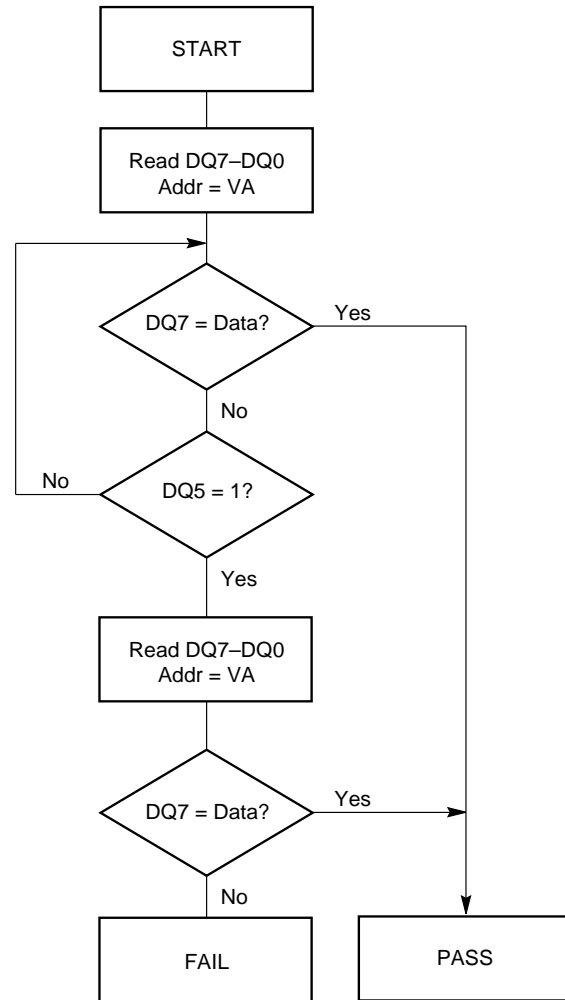 START
Read DQ7–DQ0
Addr = VA
DQ7 = Data?
Yes
No
No
DQ5 = 1?
Yes
Read DQ7–DQ0
Addr = VA
DQ7 = Data?
Yes
No
FAIL
PASS